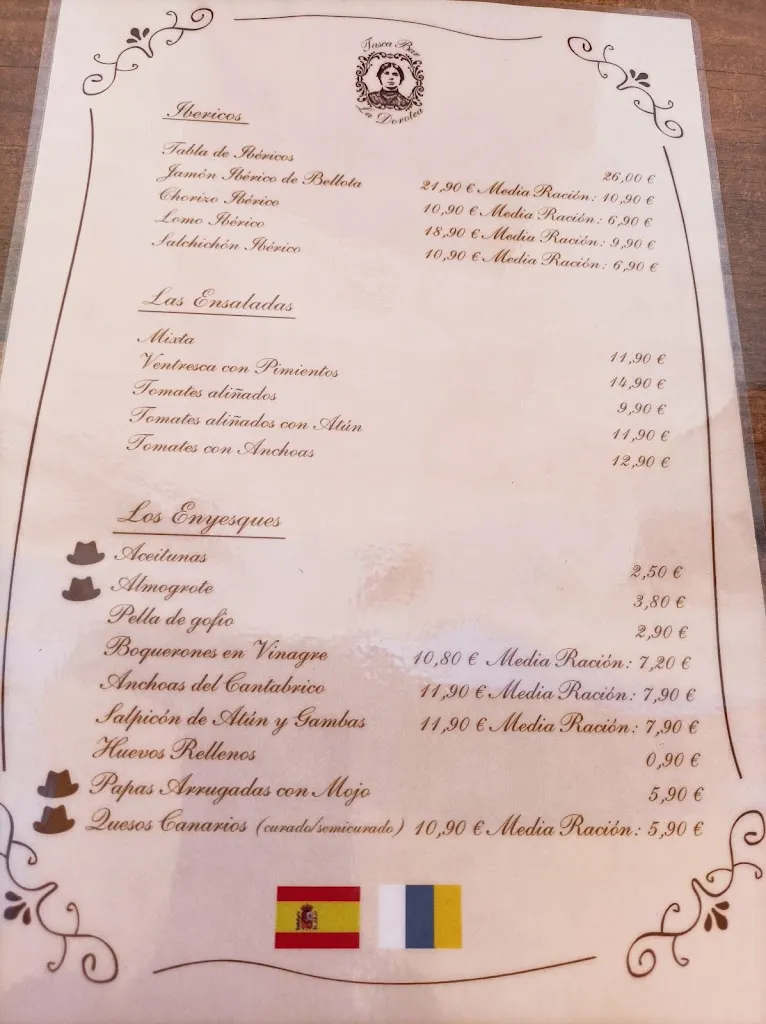 Tasca Bar
La Dorotea
Ibericos
Tabla de Ibéricos 26,00 €
Jamón Ibérico de Bellota 21,90 € Media Ración: 10,90 €
Chorizo Ibérico 10,90 € Media Ración: 6,90 €
Lomo Ibérico 18,90 € Media Ración: 9,90 €
Salchichón Ibérico 10,90 € Media Ración: 6,90 €
Las Ensaladas
Mixta 11,90 €
Ventresca con Pimientos 14,90 €
Tomates aliñados 9,90 €
Tomates aliñados con Atún 11,90 €
Tomates con Anchoas 12,90 €
Los Enyesques
Aceitunas 2,50 €
Almogrote 3,80 €
Pella de gofio 2,90 €
Boquerones en Vinagre 10,80 € Media Ración: 7,20 €
Anchoas del Cantabrico 11,90 € Media Ración: 7,90 €
Salpicón de Atún y Gambas 11,90 € Media Ración: 7,90 €
Huevos Rellenos 0,90 €
Papas Arrugadas con Mojo 5,90 €
Quesos Canarios (curado/semicurado) 10,90 € Media Ración: 5,90 €